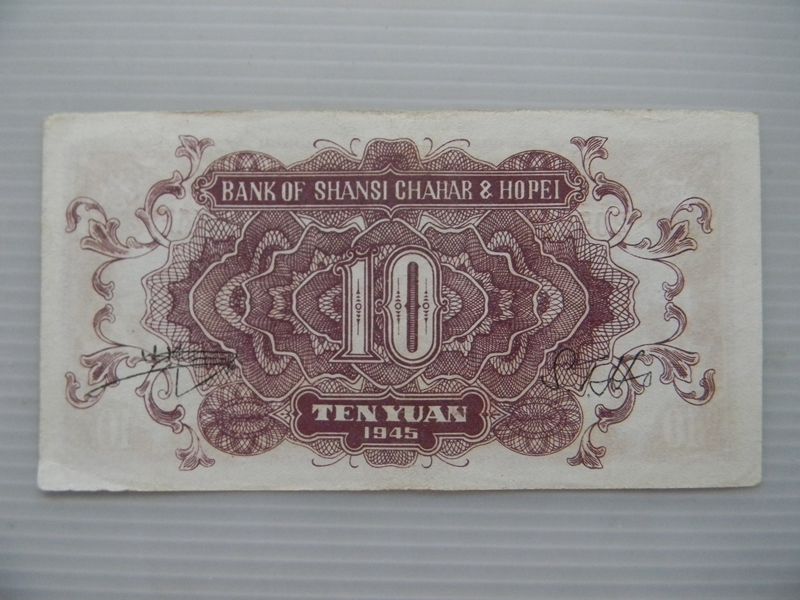 BANK OF SHANSI CHAHAR & HOPEI
10
TEN YUAN
1945